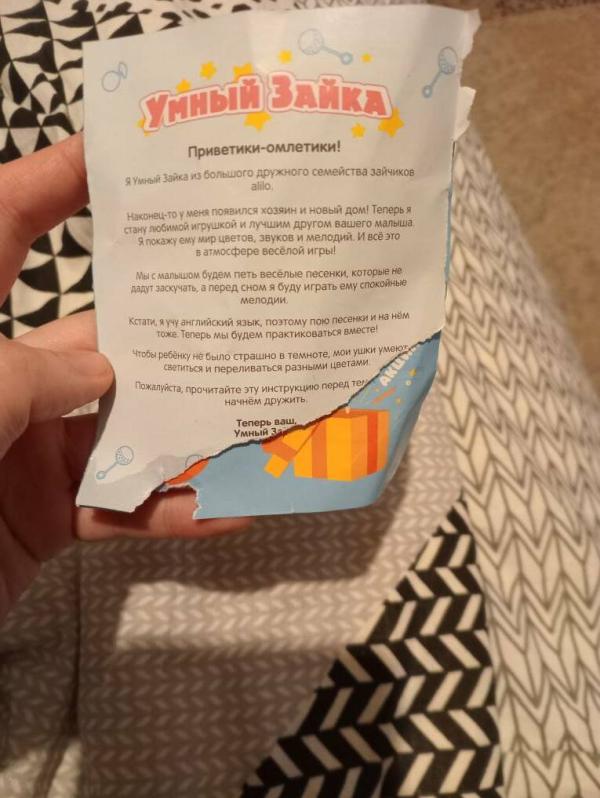 Умный Зайка
Приветики-омлетики!
Я Умный Зайка из большого дружного семейства зайчиков
alilo.
Наконец-то у меня появился хозяин и новый дом! Теперь я
стану любимой игрушкой и лучшим другом вашего малыша.
Я покажу ему мир цветов, звуков и мелодий. И всё это
в атмосфере весёлой игры!
Мы с малышом будем петь весёлые песенки, которые не
дадут заскучать, а перед сном я буду играть ему спокойные
мелодии.
Кстати, я учу английский язык, поэтому пою песенки и на нём
тоже. Теперь мы будем практиковаться вместе!
Чтобы ребёнку не было страшно в темноте, мои ушки умеют
светиться и переливаться разными цветами.
Пожалуйста, прочитайте эту инструкцию перед
начнём дружить.
Теперь ваш,
Умный